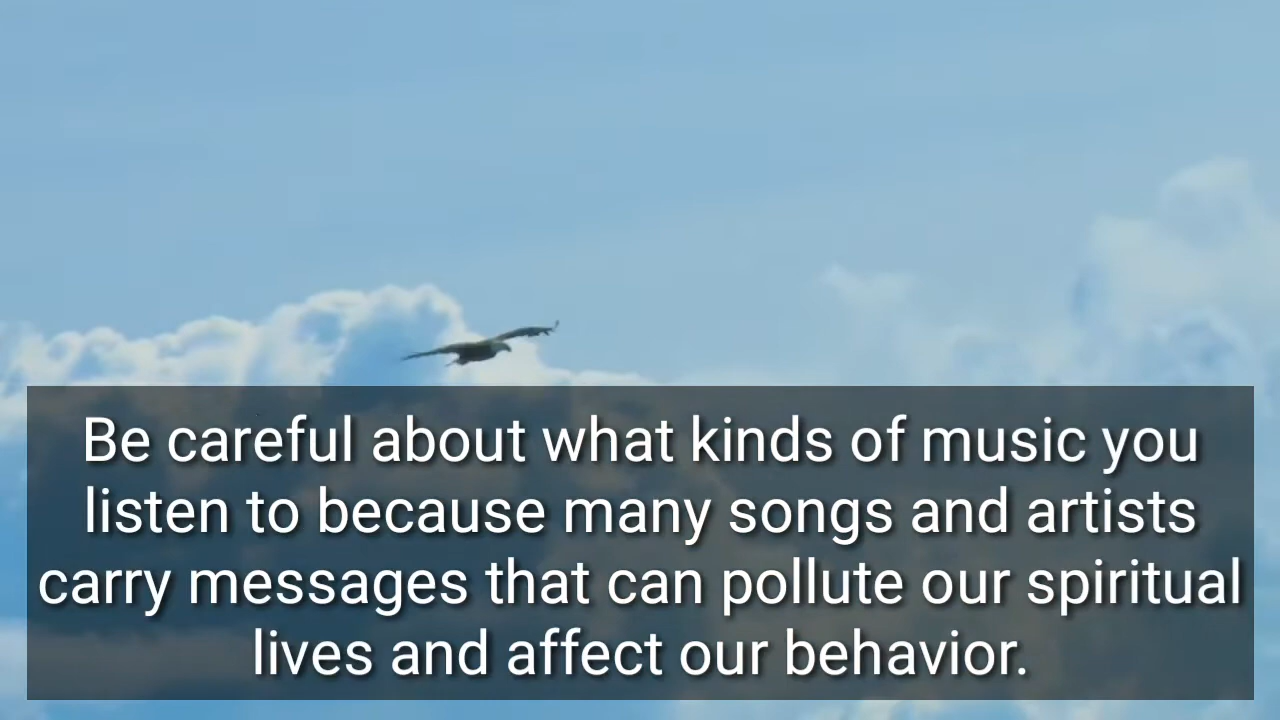 Be careful about what kinds of music you
listen to because many songs and artists
carry messages that can pollute our spiritual
lives and affect our behavior.